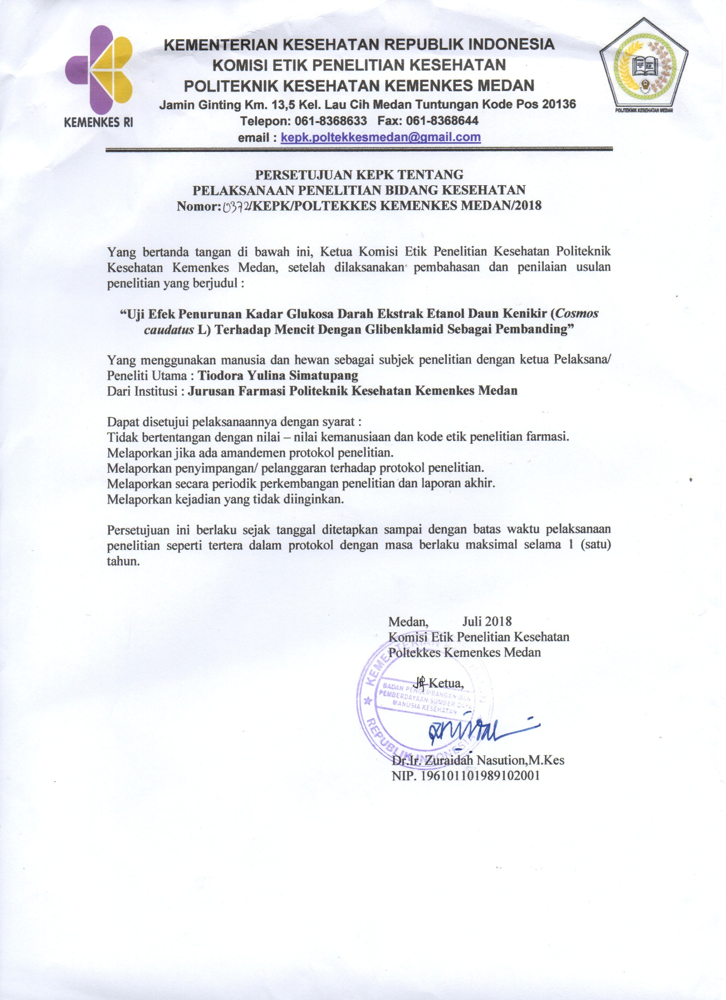 KEMENTERIAN KESEHATAN REPUBLIK INDONESIA
KOMISI ETIK PENELITIAN KESEHATAN
POLITEKNIK KESEHATAN KEMENKES MEDAN
Jamin Ginting Km. 13,5 Kel. Lau Cih Medan Tuntungan Kode Pos 20136
Telepon: 061-8368633 Fax: 061-8368644
email : kepk.poltekkesmedan@gmail.com
KEMENKES RI
POLITEKNIK KESEHATAN MEDAN
PERSETUJUAN KEPK TENTANG
PELAKSANAAN PENELITIAN BIDANG KESEHATAN
Nomor: 0372/KEPK/POLTEKKES KEMENKES MEDAN/2018
Yang bertanda tangan di bawah ini, Ketua Komisi Etik Penelitian Kesehatan Politeknik
Kesehatan Kemenkes Medan, setelah dilaksanakan pembahasan dan penilaian usulan
penelitian yang berjudul :
“Uji Efek Penurunan Kadar Glukosa Darah Ekstrak Etanol Daun Kenikir (Cosmos
caudatus L) Terhadap Mencit Dengan Glibenklamid Sebagai Pembanding”
Yang menggunakan manusia dan hewan sebagai subjek penelitian dengan ketua Pelaksana/
Peneliti Utama : Tiodora Yulina Simatupang
Dari Institusi : Jurusan Farmasi Politeknik Kesehatan Kemenkes Medan
Dapat disetujui pelaksanaannya dengan syarat :
Tidak bertentangan dengan nilai – nilai kemanusiaan dan kode etik penelitian farmasi.
Melaporkan jika ada amandemen protokol penelitian.
Melaporkan penyimpangan/ pelanggaran terhadap protokol penelitian.
Melaporkan secara periodik perkembangan penelitian dan laporan akhir.
Melaporkan kejadian yang tidak diinginkan.
Persetujuan ini berlaku sejak tanggal ditetapkan sampai dengan batas waktu pelaksanaan
penelitian seperti tertera dalam protokol dengan masa berlaku maksimal selama 1 (satu)
tahun.
Medan, Juli 2018
Komisi Etik Penelitian Kesehatan
Poltekkes Kemenkes Medan
Ketua,
KEMENTERIAN
BADAN PENGEMBANGAN DAN
PEMBERDAYAAN SUMBER DAYA
MANUSIA KESEHATAN
REPUBLIK INDONESIA
Dr.Ir. Zuraidah Nasution,M.Kes
NIP. 196101101989102001